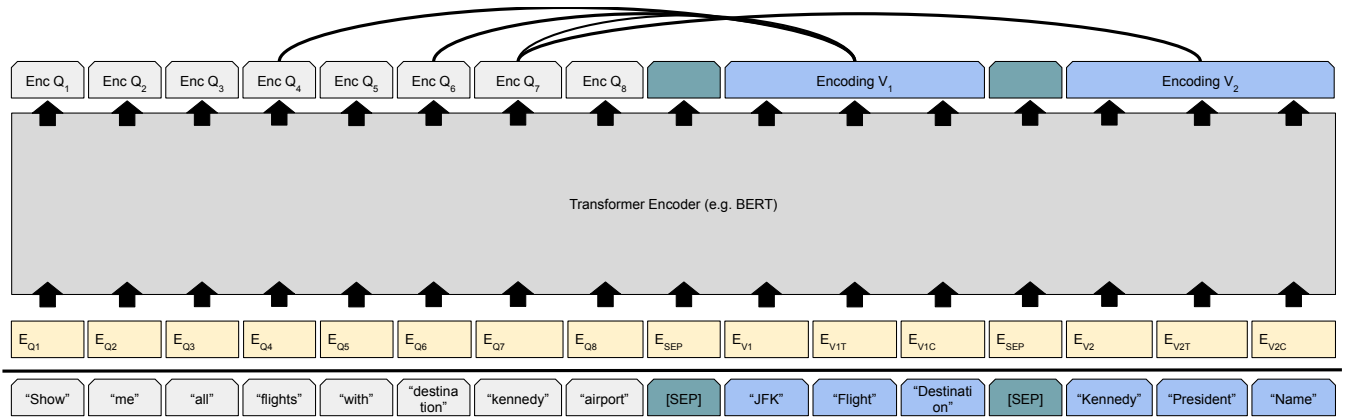 Enc Q1 Enc Q2 Enc Q3 Enc Q4 Enc Q5 Enc Q6 Enc Q7 Enc Q8 Encoding V1 Encoding V2
Transformer Encoder (e.g. BERT)
EQ1 EQ2 EQ3 EQ4 EQ5 EQ6 EQ7 EQ8 ESEP EV1 EV1T EV1C ESEP EV2 EV2T EV2C
“Show” “me” “all” “flights” “with” “destina
tion” “kennedy” “airport” [SEP] “JFK” “Flight” “Destinati
on” [SEP] “Kennedy” “President” “Name”